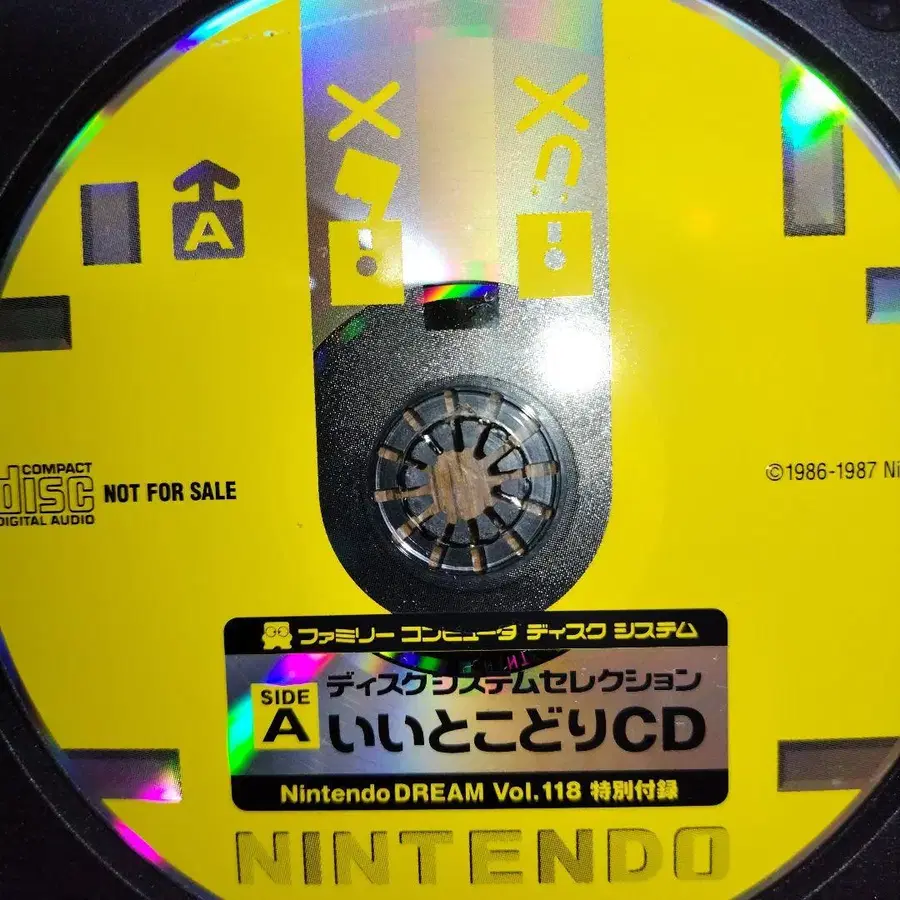 A
COMPACT
disc
DIGITAL AUDIO
NOT FOR SALE
©1986-1987 Ni
ファミリー コンピュータ ディスク システム
SIDE
A
ディスクシステムセレクション
いいとこどりCD
NintendoDREAM Vol.118 特別付録
NINTENDO